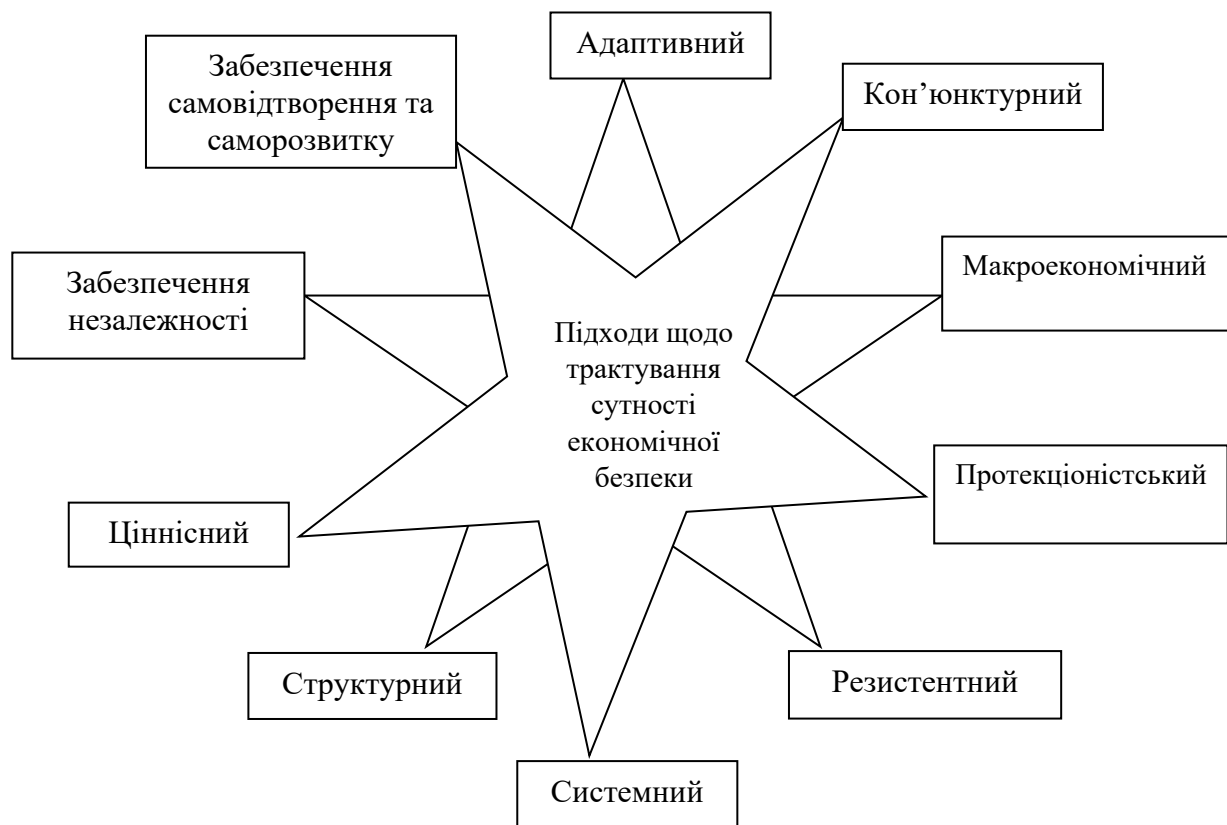 Адаптивний
Забезпечення
самовідтворення та
саморозвитку
Кон’юнктурний
Макроекономічний
Забезпечення
незалежності
Підходи щодо
трактування
сутності
економічної
безпеки
Протекціоністський
Ціннісний
Структурний
Резистентний
Системний